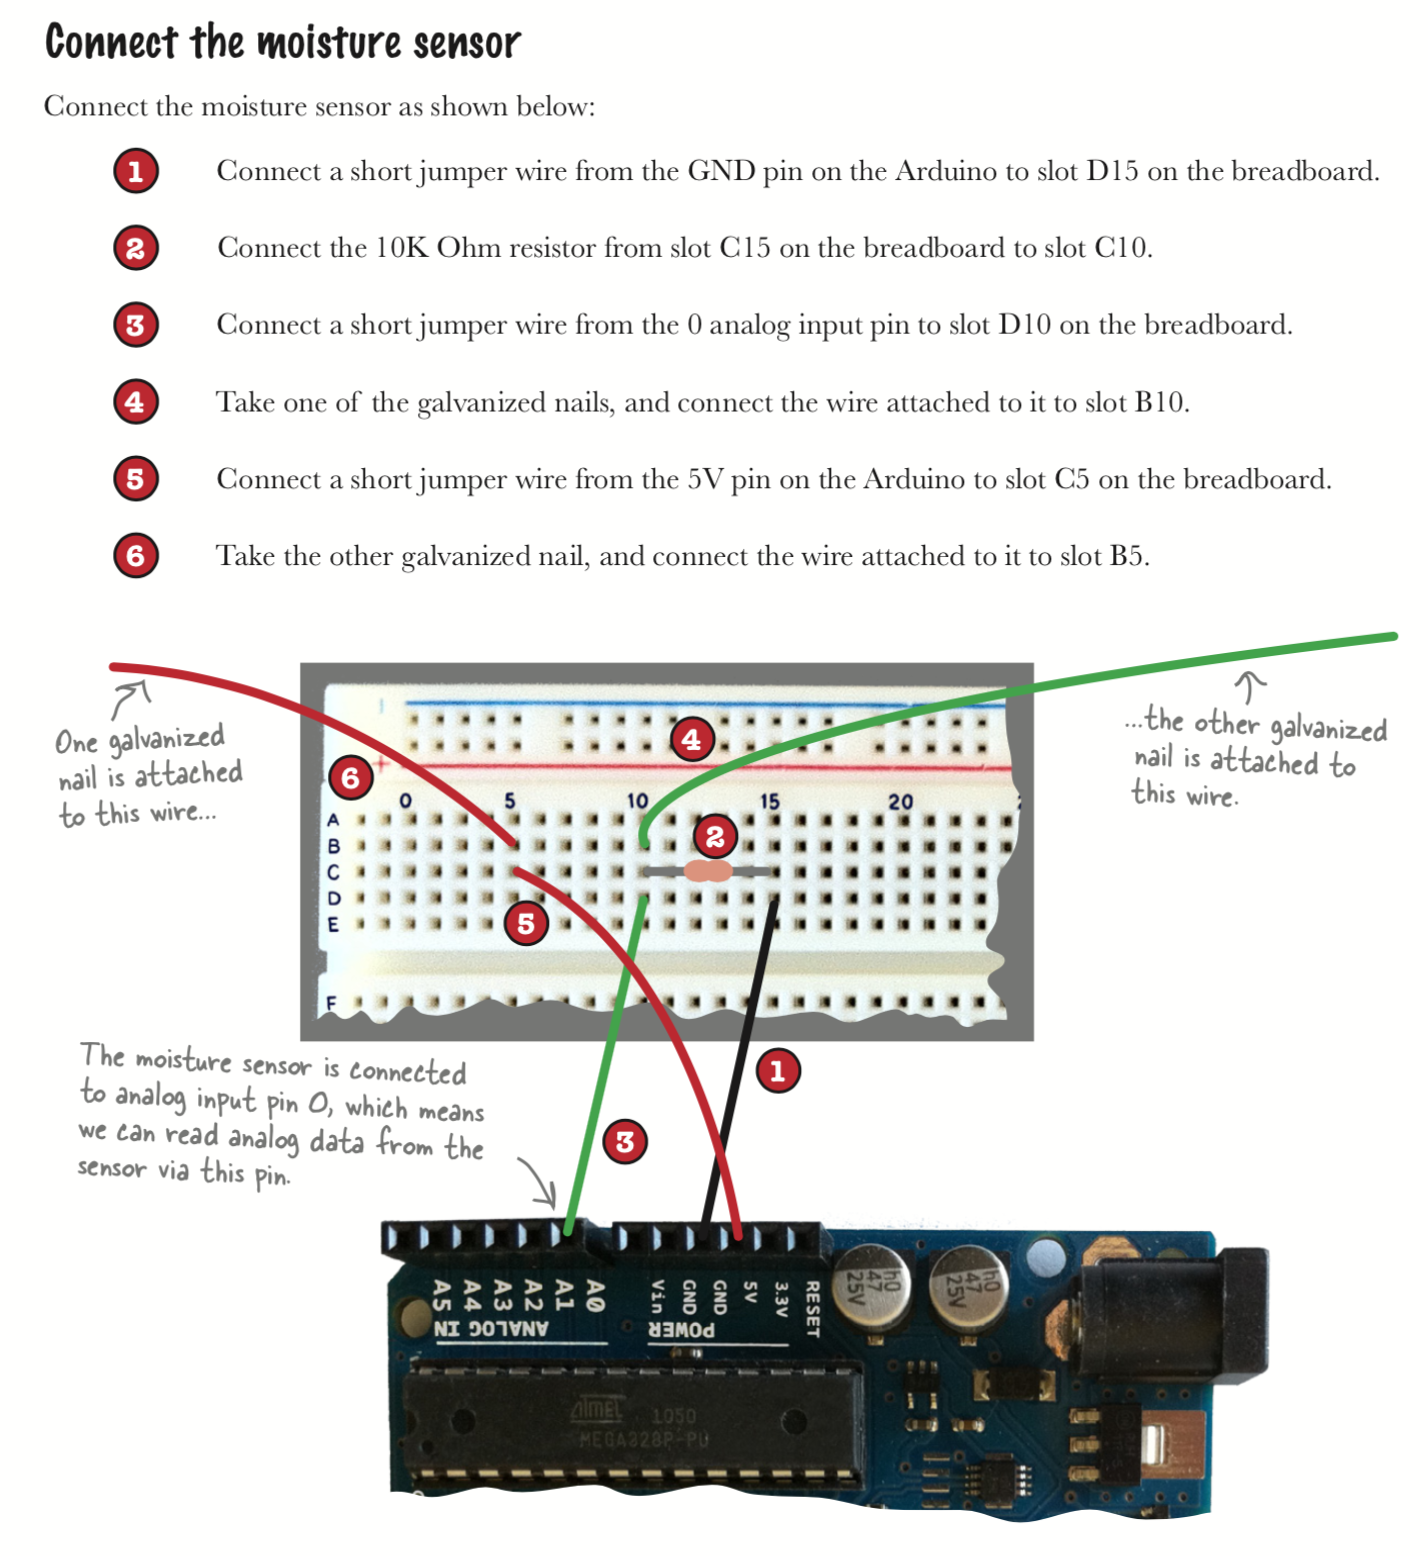 Connect the moisture sensor
Connect the moisture sensor as shown below:
1 Connect a short jumper wire from the GND pin on the Arduino to slot D15 on the breadboard.
2 Connect the 10K Ohm resistor from slot C15 on the breadboard to slot C10.
3 Connect a short jumper wire from the 0 analog input pin to slot D10 on the breadboard.
4 Take one of the galvanized nails, and connect the wire attached to it to slot B10.
5 Connect a short jumper wire from the 5V pin on the Arduino to slot C5 on the breadboard.
6 Take the other galvanized nail, and connect the wire attached to it to slot B5.
One galvanized
nail is attached
to this wire...
...the other galvanized
nail is attached to
this wire.
4
6
+
0 5 10 15 20
A
B
C
D
E
F
2
5
1
3
The moisture sensor is connected
to analog input pin 0, which means
we can read analog data from the
sensor via this pin.
A5 A4 A3 A2 A1 A0
ANALOG IN
Vin GND GND 5V 3.3V RESET
POWER
47
25V
47
25V
ATMEL 1050
MEGA328P-PU